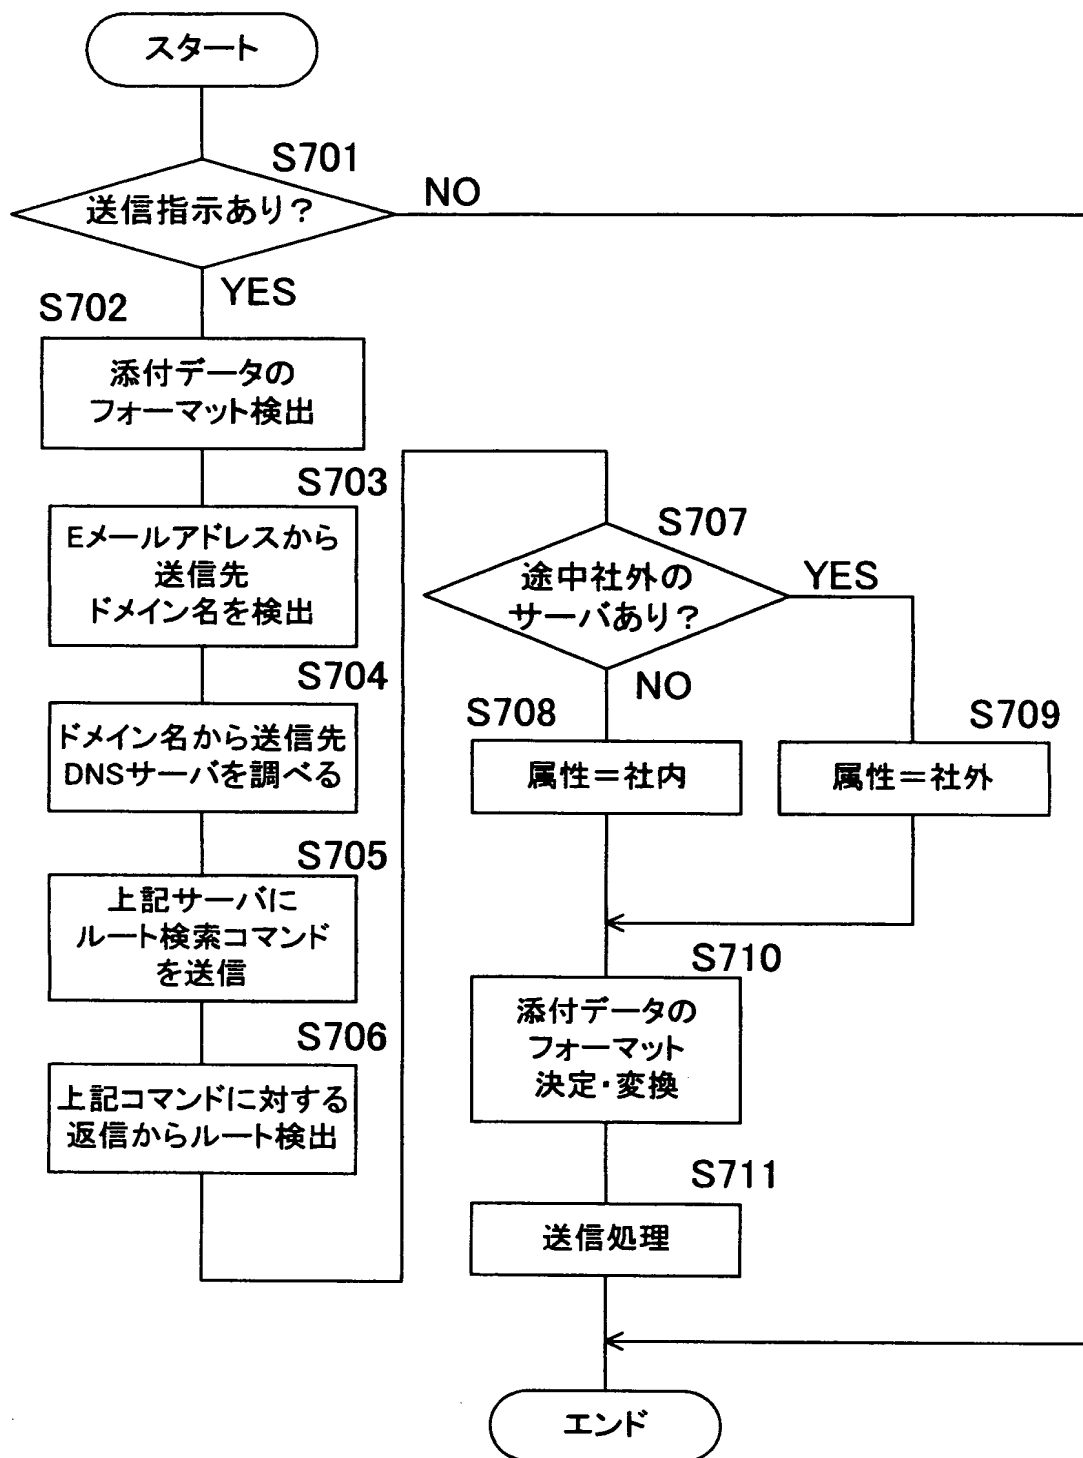 スタート
S701
送信指示あり？
NO
YES
S702
添付データの
フォーマット検出
S703
Eメールアドレスから
送信先
ドメイン名を検出
S704
ドメイン名から送信先
DNSサーバを調べる
S705
上記サーバに
ルート検索コマンド
を送信
S706
上記コマンドに対する
返信からルート検出
S707
途中社外の
サーバあり？
YES
NO
S708
属性＝社内
S709
属性＝社外
S710
添付データの
フォーマット
決定・変換
S711
送信処理
エンド